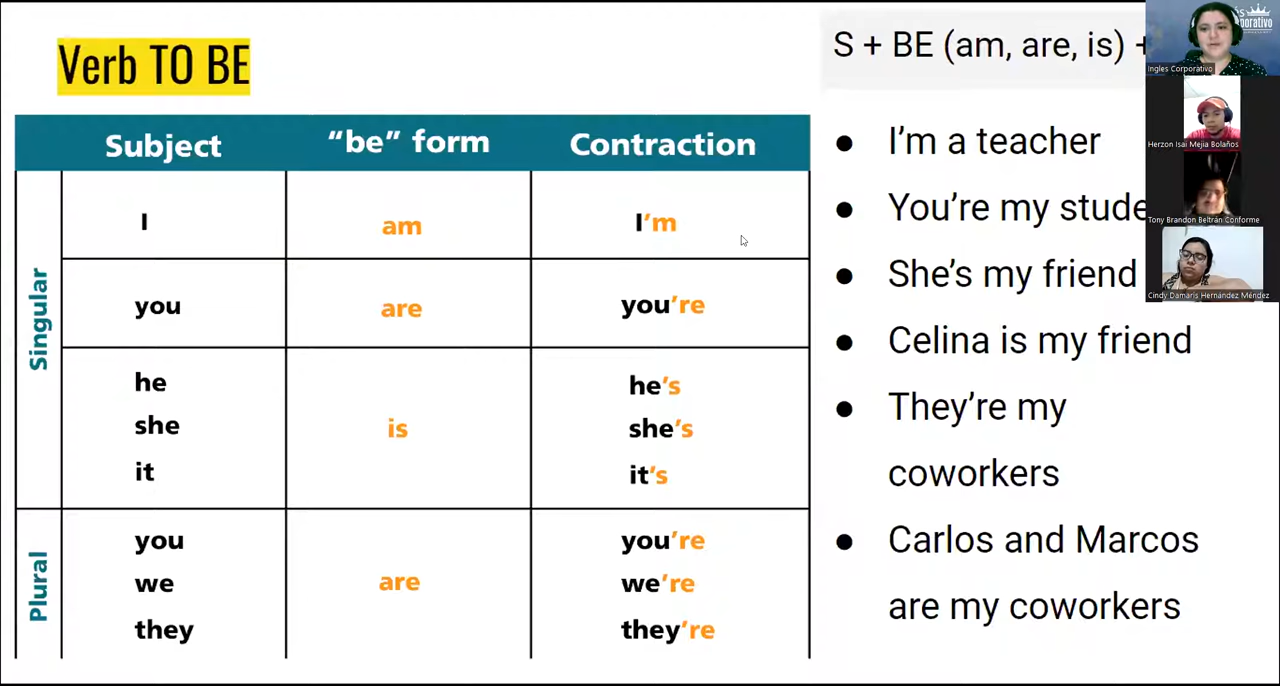 Verb TO BE
Subject
"be" form
Contraction
Singular
I
am
I'm
you
are
you're
he
she
it
is
he's
she's
it's
Plural
you
we
they
are
you're
we're
they're
S + BE (am, are, is) +
I'm a teacher
You're my stude
She's my friend
Celina is my friend
They're my
coworkers
Carlos and Marcos
are my coworkers
Ingles Corporativo
Herzon Isai Mejia Bolaños
Tony Brandon Beltrán Conforme
Cindy Damaris Hernández Méndez